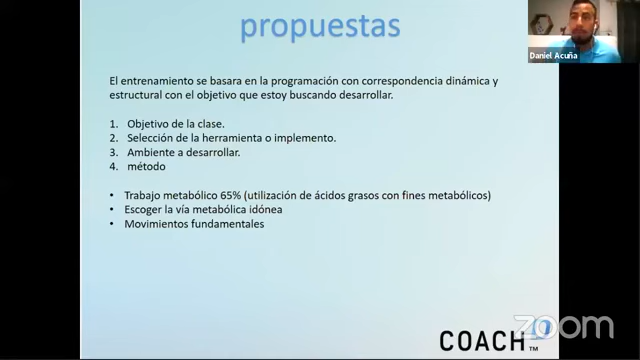 propuestas
Daniel Acuña
El entrenamiento se basara en la programación con correspondencia dinámica y
estructural con el objetivo que estoy buscando desarrollar.
1. Objetivo de la clase.
2. Selección de la herramienta o implemento.
3. Ambiente a desarrollar.
4. método
• Trabajo metabólico 65% (utilización de ácidos grasos con fines metabólicos)
• Escoger la vía metabólica idónea
• Movimientos fundamentales
zoom
COACH
TM